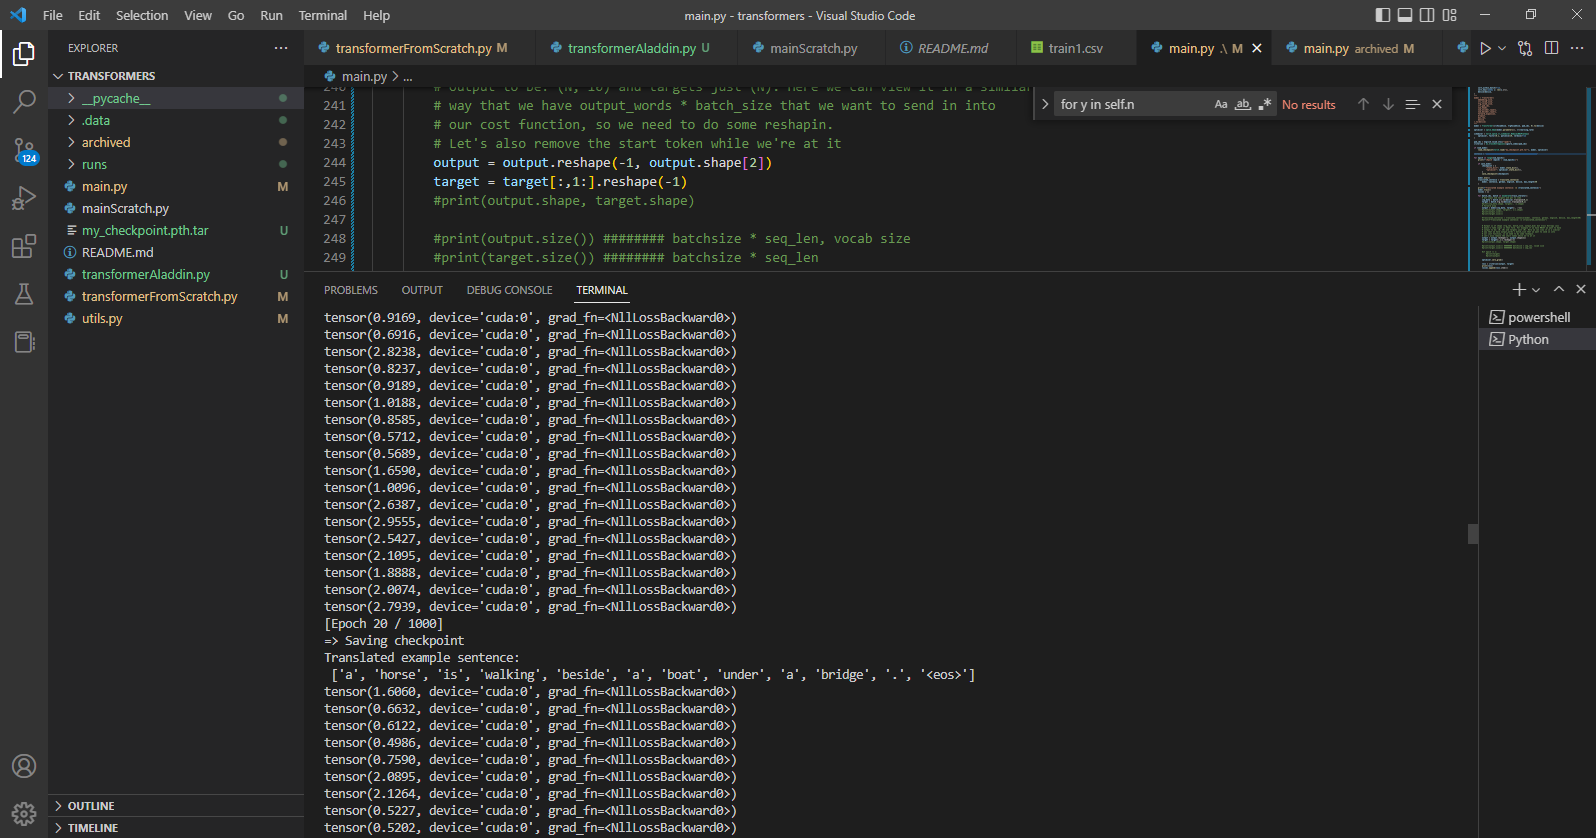 File Edit Selection View Go Run Terminal Help
main.py - transformers - Visual Studio Code
EXPLORER
TRANSFORMERS
__pycache__
.data
archived
runs
main.py M
mainScratch.py
my_checkpoint.pth.tar U
README.md
transformerAladdin.py U
transformerFromScratch.py M
utils.py M
OUTLINE
TIMELINE
124
transformerFromScratch.py M
transformerAladdin.py U
mainScratch.py
README.md
train1.csv
main.py .\ M
main.py archived M
main.py > ...
for y in self.n
Aa ab .*
No results
240 # output to be: (N, 10) and targets just (N). Here we can view it in a similar
241 # way that we have output_words * batch_size that we want to send in into
242 # our cost function, so we need to do some reshapin.
243 # Let's also remove the start token while we're at it
244 output = output.reshape(-1, output.shape[2])
245 target = target[:,1:].reshape(-1)
246 #print(output.shape, target.shape)
247
248 #print(output.size()) ######## batchsize * seq_len, vocab size
249 #print(target.size()) ######## batchsize * seq_len
PROBLEMS OUTPUT DEBUG CONSOLE TERMINAL
tensor(0.9169, device='cuda:0', grad_fn=<NllLossBackward0>)
tensor(0.6916, device='cuda:0', grad_fn=<NllLossBackward0>)
tensor(2.8238, device='cuda:0', grad_fn=<NllLossBackward0>)
tensor(0.8237, device='cuda:0', grad_fn=<NllLossBackward0>)
tensor(0.9189, device='cuda:0', grad_fn=<NllLossBackward0>)
tensor(1.0188, device='cuda:0', grad_fn=<NllLossBackward0>)
tensor(0.8585, device='cuda:0', grad_fn=<NllLossBackward0>)
tensor(0.5712, device='cuda:0', grad_fn=<NllLossBackward0>)
tensor(0.5689, device='cuda:0', grad_fn=<NllLossBackward0>)
tensor(1.6590, device='cuda:0', grad_fn=<NllLossBackward0>)
tensor(1.0096, device='cuda:0', grad_fn=<NllLossBackward0>)
tensor(2.6387, device='cuda:0', grad_fn=<NllLossBackward0>)
tensor(2.9555, device='cuda:0', grad_fn=<NllLossBackward0>)
tensor(2.5427, device='cuda:0', grad_fn=<NllLossBackward0>)
tensor(2.1095, device='cuda:0', grad_fn=<NllLossBackward0>)
tensor(1.8888, device='cuda:0', grad_fn=<NllLossBackward0>)
tensor(2.0074, device='cuda:0', grad_fn=<NllLossBackward0>)
tensor(2.7939, device='cuda:0', grad_fn=<NllLossBackward0>)
[Epoch 20 / 1000]
=> Saving checkpoint
Translated example sentence:
['a', 'horse', 'is', 'walking', 'beside', 'a', 'boat', 'under', 'a', 'bridge', '.', '<eos>']
tensor(1.6060, device='cuda:0', grad_fn=<NllLossBackward0>)
tensor(0.6632, device='cuda:0', grad_fn=<NllLossBackward0>)
tensor(0.6122, device='cuda:0', grad_fn=<NllLossBackward0>)
tensor(0.4986, device='cuda:0', grad_fn=<NllLossBackward0>)
tensor(0.7590, device='cuda:0', grad_fn=<NllLossBackward0>)
tensor(2.0895, device='cuda:0', grad_fn=<NllLossBackward0>)
tensor(2.1264, device='cuda:0', grad_fn=<NllLossBackward0>)
tensor(0.5227, device='cuda:0', grad_fn=<NllLossBackward0>)
tensor(0.5202, device='cuda:0', grad_fn=<NllLossBackward0>)
powershell
Python